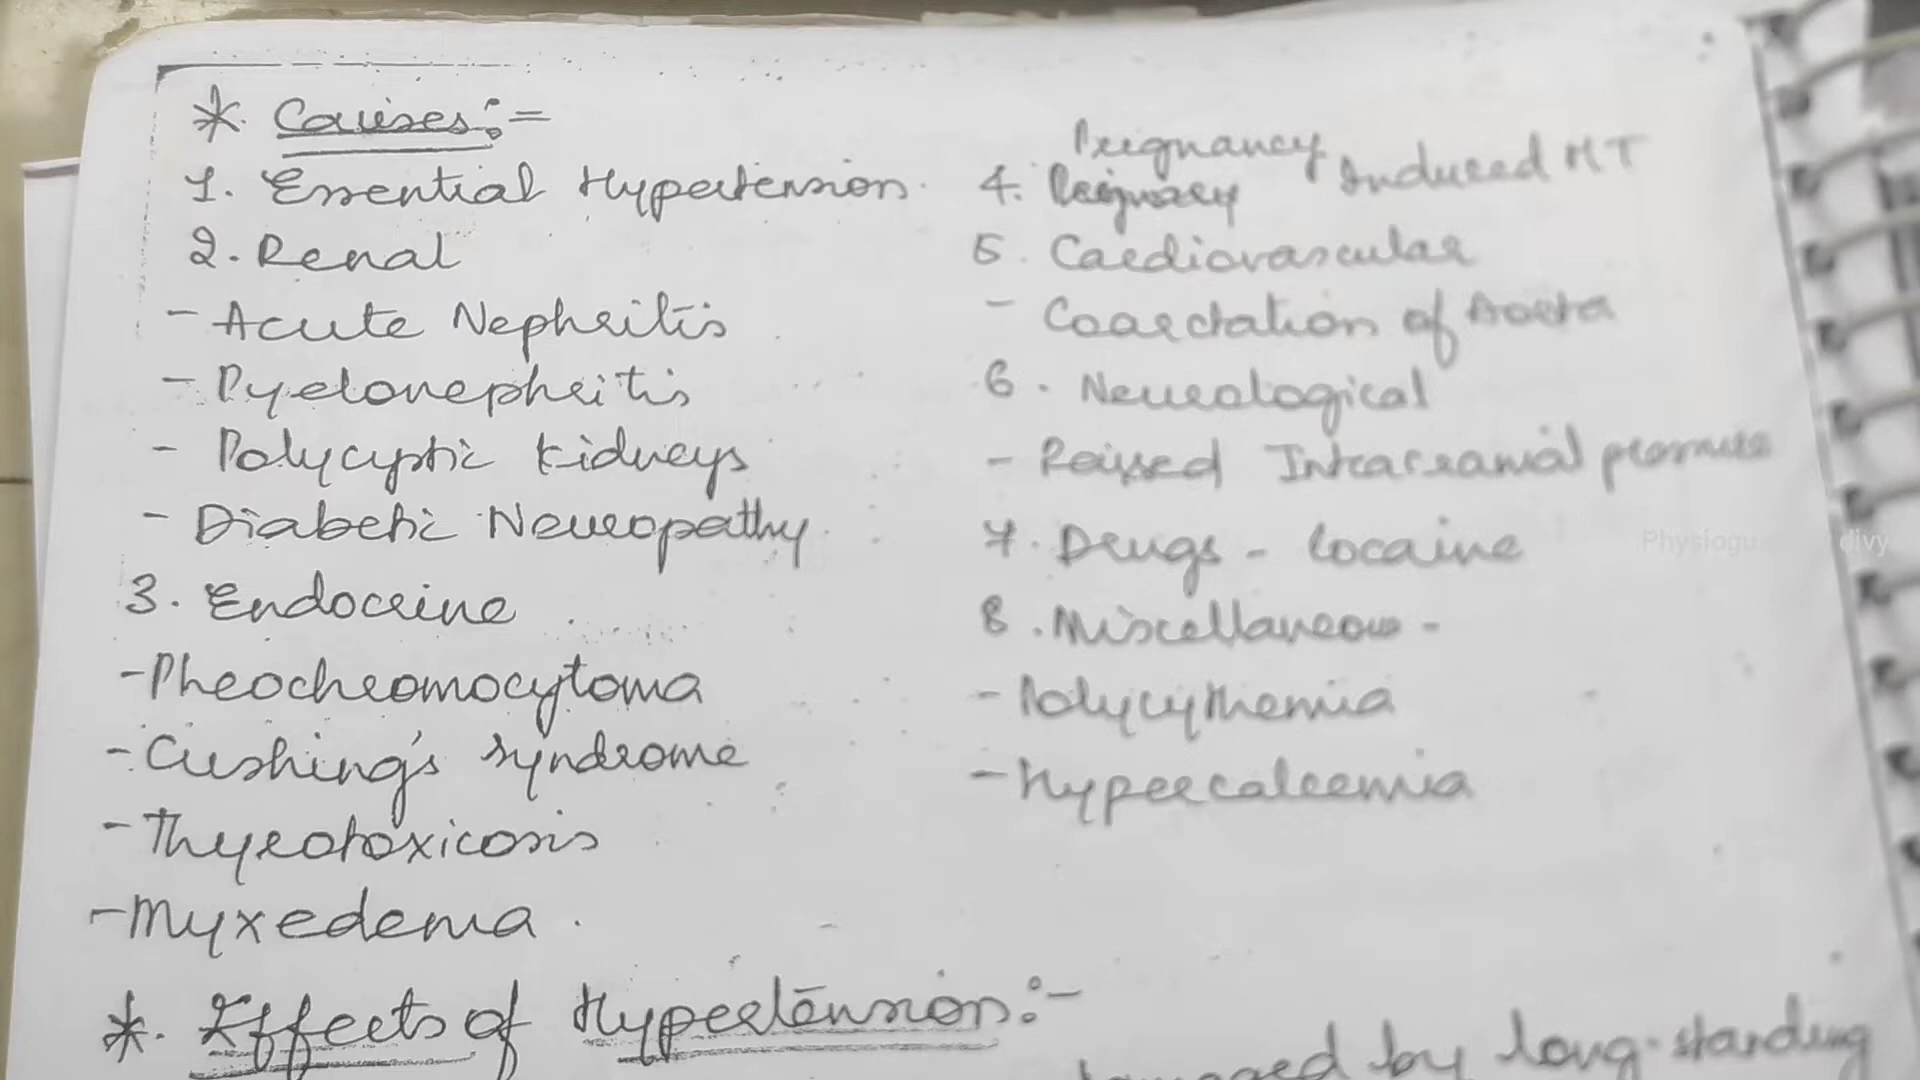 *. Causes:=
1. Essential Hypertension.
2. Renal
- Acute Nephritis
- Pyelonephritis
- Polycystic kidneys
- Diabetic Neuropathy
3. Endocrine
- Pheochromocytoma
- Cushing's syndrome
- Thyrotoxicosis
- Myxedema.
4. Pregnancy Induced HT
5. Cardiovascular
- Coarctation of Aorta
6. Neurological
- Raised Intracranial pressure
7. Drugs - Cocaine
8. Miscellaneous -
- Polycythemia
- Hypercalcemia
*. Effects of Hypertension:-
by long-standing